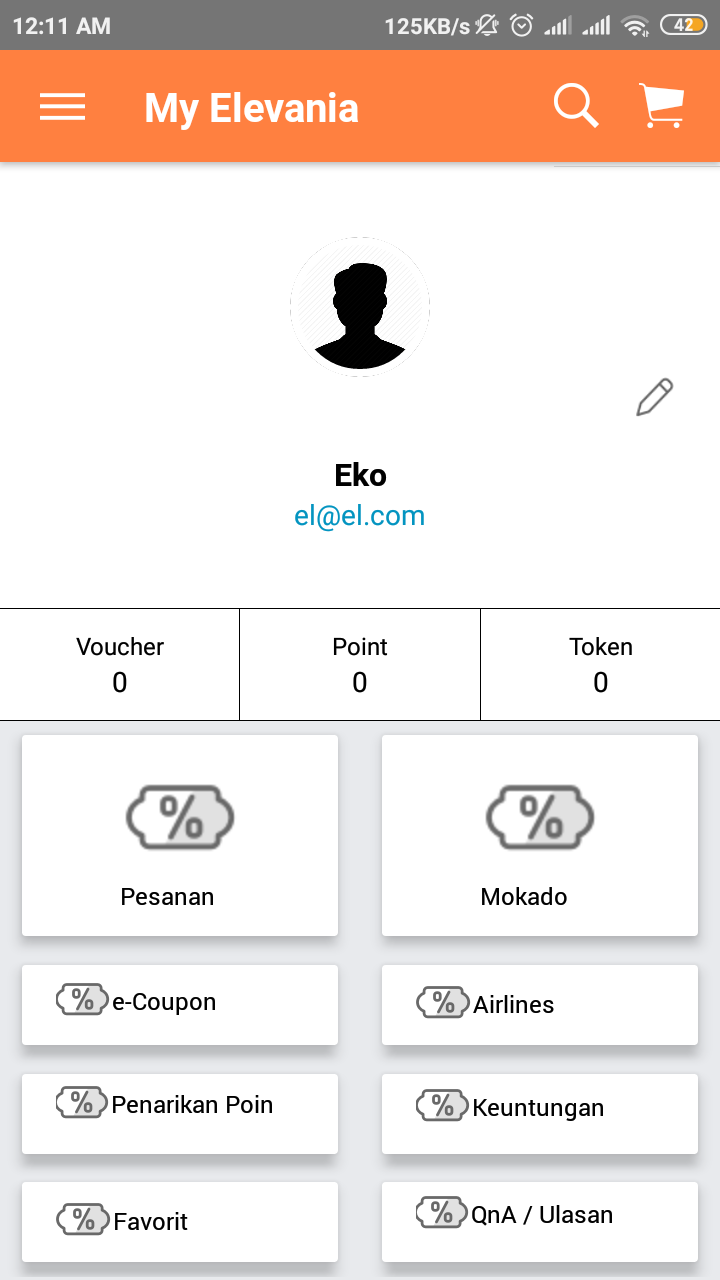 12:11 AM 125KB/s 42
My Elevania
Eko
el@el.com
Voucher Point Token
0 0 0
% %
Pesanan Mokado
% e-Coupon % Airlines
% Penarikan Poin % Keuntungan
% Favorit % QnA / Ulasan